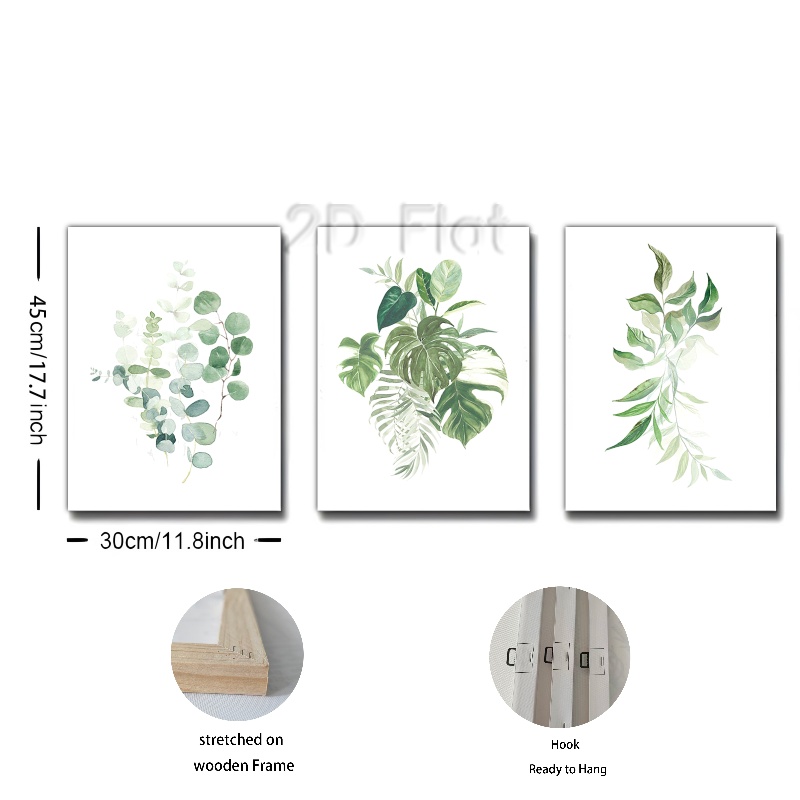 2D Flat
45cm/17.7inch
30cm/11.8inch
stretched on
wooden Frame
Hook
Ready to Hang